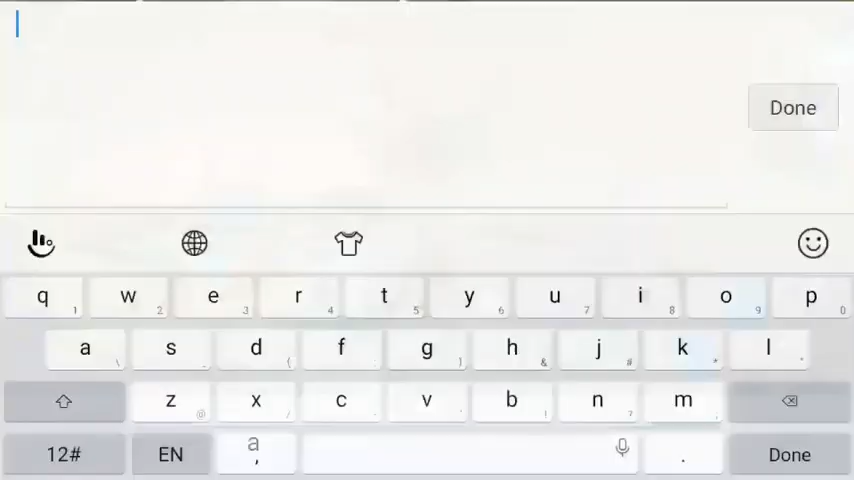 Done
q 1 w 2 e 3 r 4 t 5 y 6 u 7 i 8 o 9 p 0
a \ s d ( f g ) h & j # k * l
z @ x / c v b ! n ? m
12# EN a , . Done